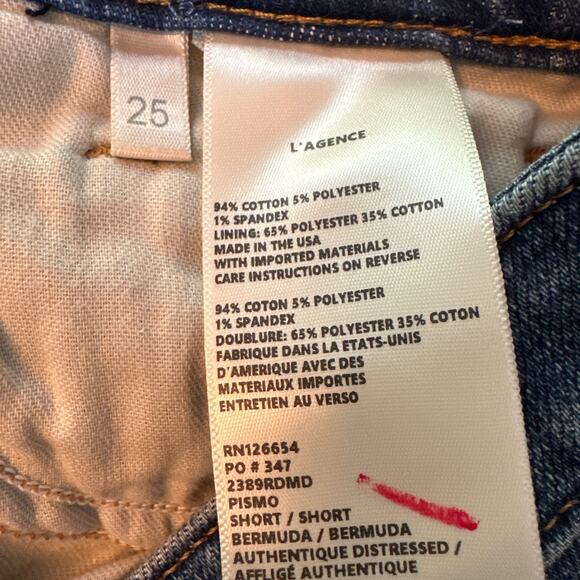 25
L'AGENCE
94% COTTON 5% POLYESTER
1% SPANDEX
LINING: 65% POLYESTER 35% COTTON
MADE IN THE USA
WITH IMPORTED MATERIALS
CARE INSTRUCTIONS ON REVERSE
94% COTON 5% POLYESTER
1% SPANDEX
DOUBLURE: 65% POLYESTER 35% COTON
FABRIQUE DANS LA ETATS-UNIS
D'AMERIQUE AVEC DES
MATERIAUX IMPORTES
ENTRETIEN AU VERSO
RN126654
PO # 347
2389RDMD
PISMO
SHORT / SHORT
BERMUDA / BERMUDA
AUTHENTIQUE DISTRESSED /
AFFLIGÉ AUTHENTIQUE